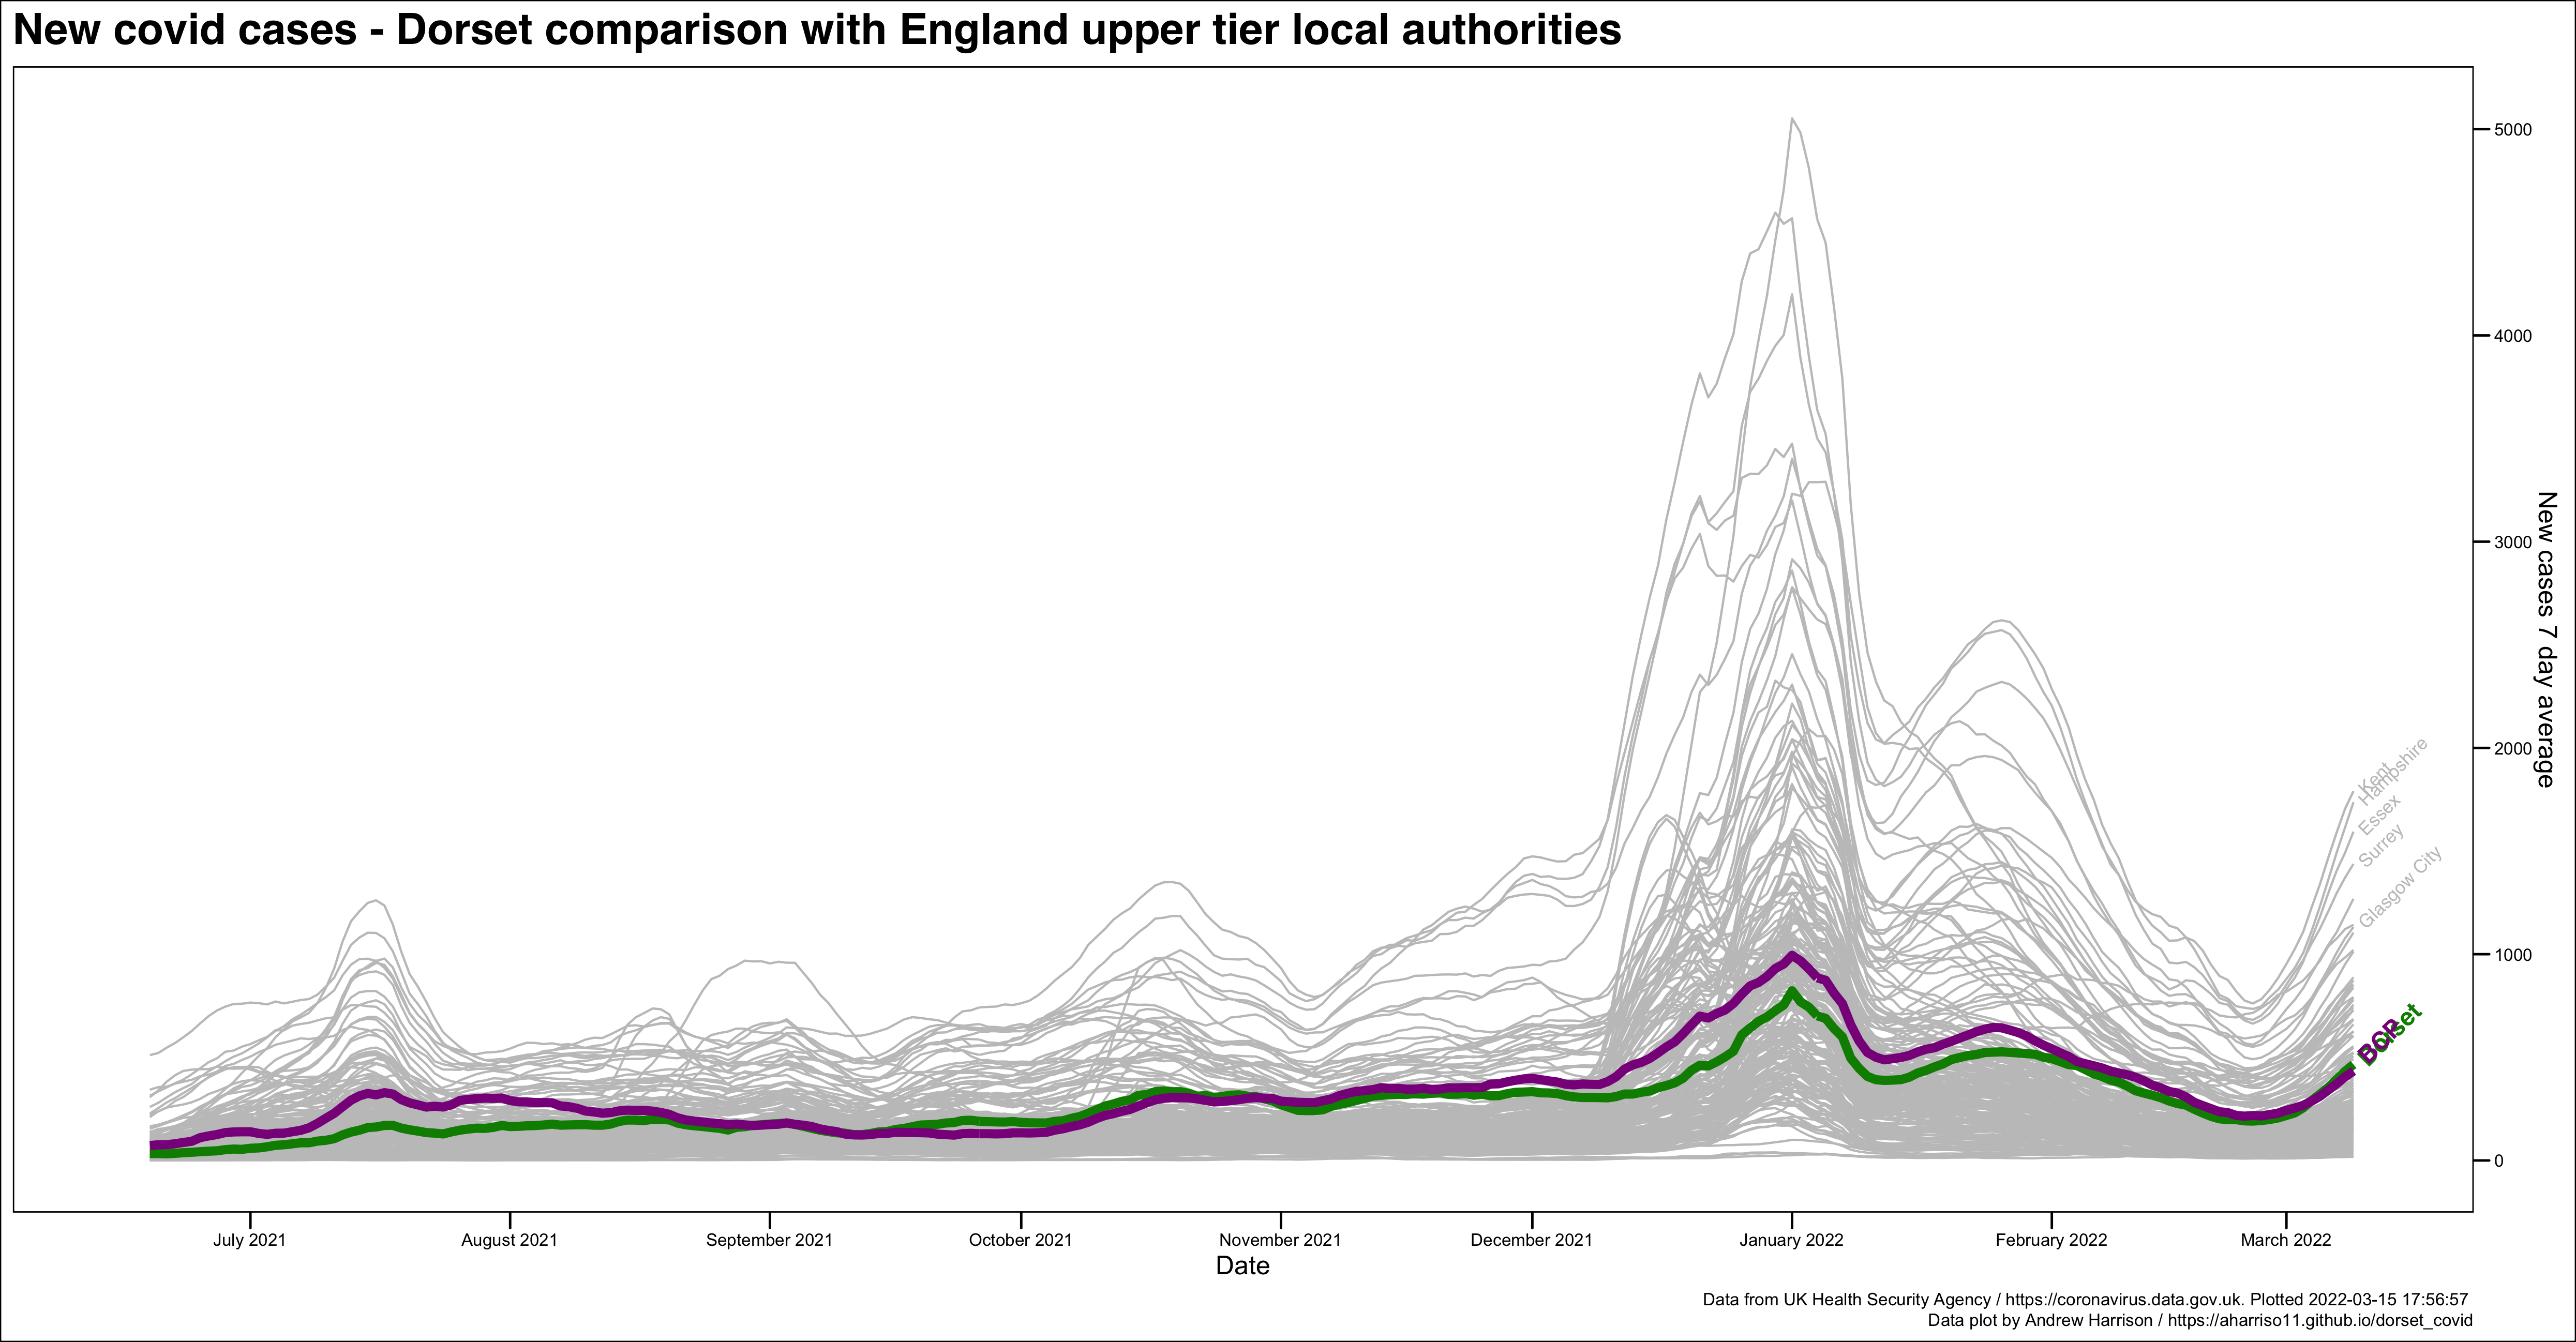 New covid cases - Dorset comparison with England upper tier local authorities
5000
4000
3000
2000
1000
0
New cases 7 day average
Kent
Hampshire
Essex
Surrey
Glasgow City
BCP
Dorset
July 2021
August 2021
September 2021
October 2021
November 2021
December 2021
January 2022
February 2022
March 2022
Date
Data from UK Health Security Agency / https://coronavirus.data.gov.uk. Plotted 2022-03-15 17:56:57
Data plot by Andrew Harrison / https://aharriso11.github.io/dorset_covid